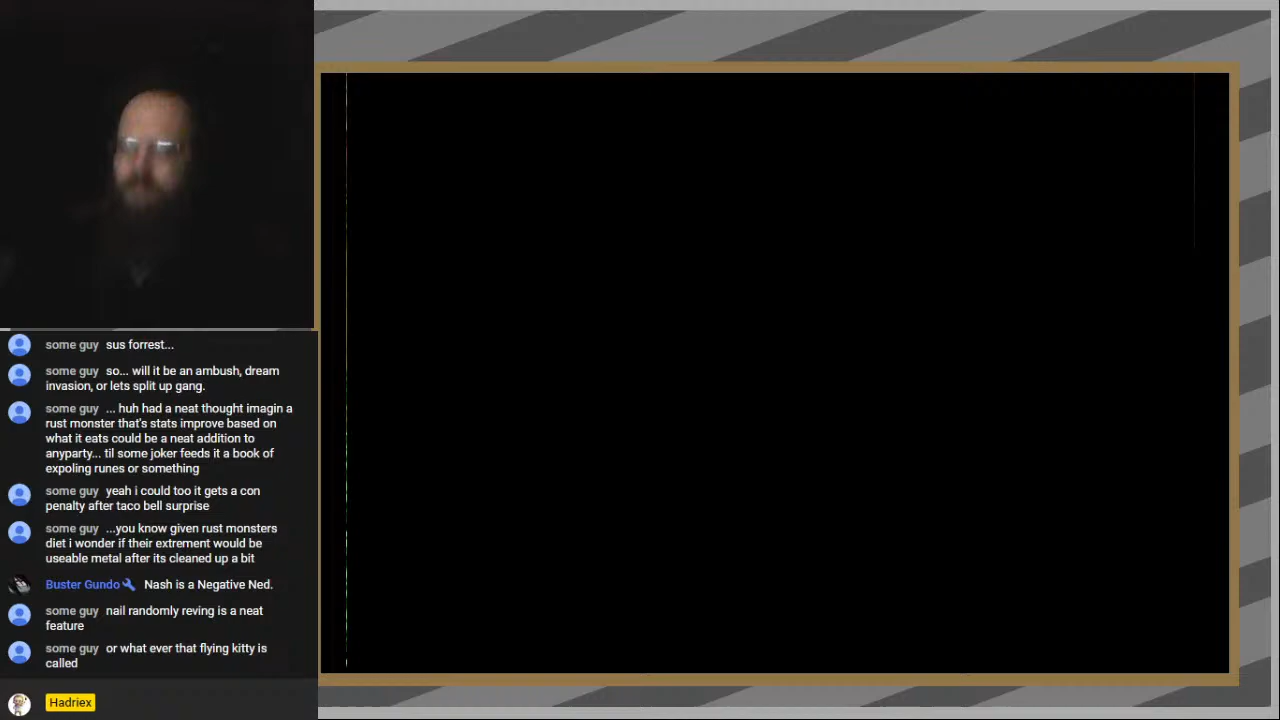 some guy sus forrest...
some guy so... will it be an ambush, dream
invasion, or lets split up gang.
some guy ... huh had a neat thought imagin a
rust monster that's stats improve based on
what it eats could be a neat addition to
anyparty... til some joker feeds it a book of
expoling runes or something
some guy yeah i could too it gets a con
penalty after taco bell surprise
some guy ...you know given rust monsters
diet i wonder if their extrement would be
useable metal after its cleaned up a bit
Buster Gundo Nash is a Negative Ned.
some guy nail randomly reving is a neat
feature
some guy or what ever that flying kitty is
called
Hadriex